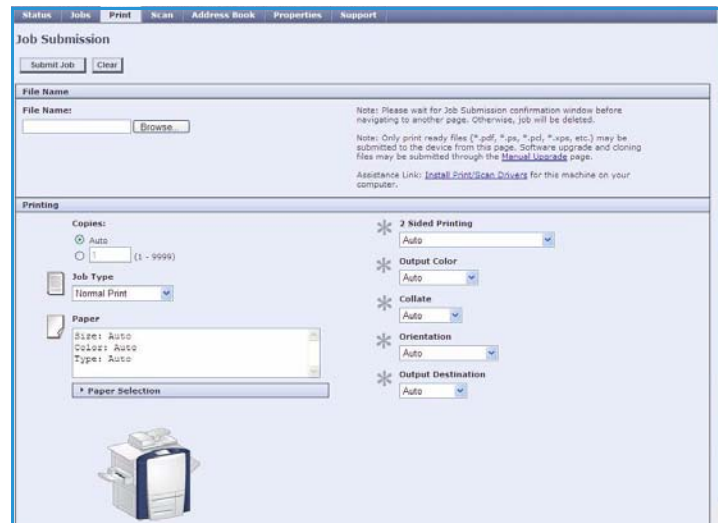 Status Jobs Print Scan Address Book Properties Support
Job Submission
Submit Job Clear
File Name
File Name:
Browse...
Note: Please wait for Job Submission confirmation window before
navigating to another page. Otherwise, job will be deleted.
Note: Only print ready files (*.pdf, *.ps, *.pcl, *.xps, etc.) may be
submitted to the device from this page. Software upgrade and cloning
files may be submitted through the Manual Upgrade page.
Assistance Link: Install Print/Scan Drivers for this machine on your
computer.
Printing
Copies:
Auto
1 (1 - 9999)
Job Type
Normal Print
Paper
Size: Auto
Color: Auto
Type: Auto
Paper Selection
2 Sided Printing
Auto
Output Color
Auto
Collate
Auto
Orientation
Auto
Output Destination
Auto